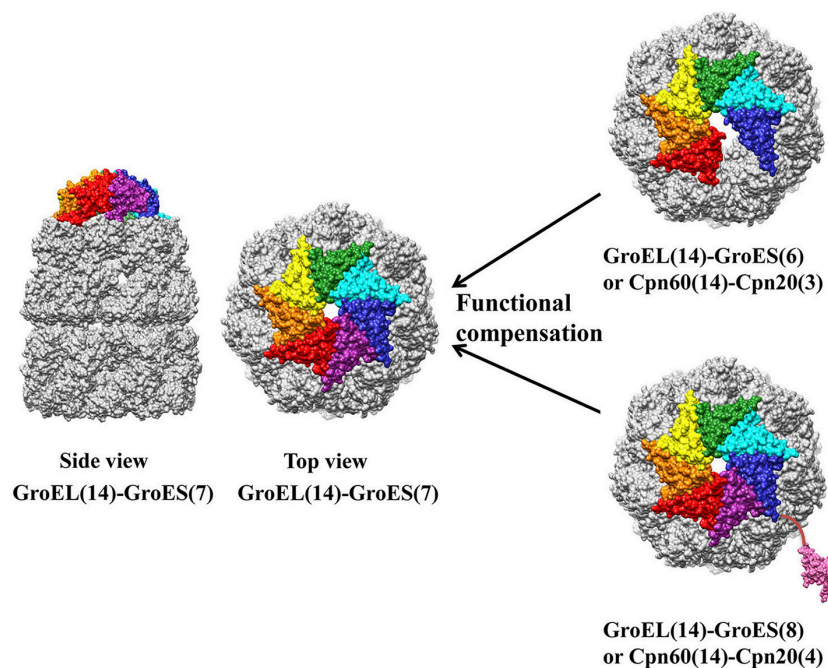 Side view
GroEL(14)-GroES(7)
Top view
GroEL(14)-GroES(7)
Functional
compensation
GroEL(14)-GroES(6)
or Cpn60(14)-Cpn20(3)
GroEL(14)-GroES(8)
or Cpn60(14)-Cpn20(4)